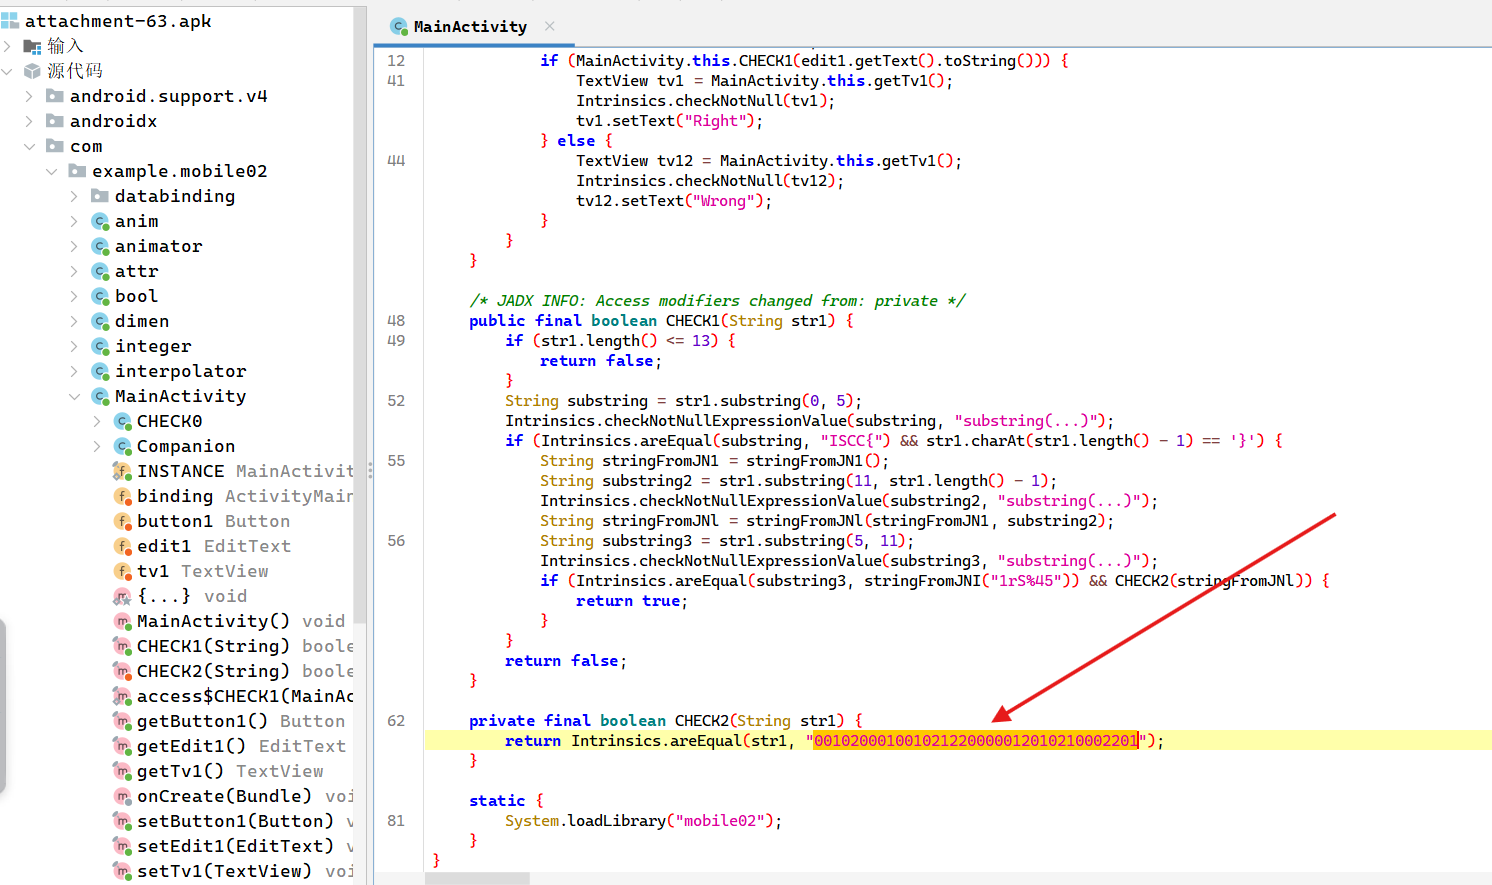 attachment-63.apk
输入
源代码
android.support.v4
androidx
com
example.mobile02
databinding
anim
animator
attr
bool
dimen
integer
interpolator
MainActivity
CHECK0
Companion
INSTANCE MainActivit
binding ActivityMain
button1 Button
edit1 EditText
tv1 TextView
{...} void
MainActivity() void
CHECK1(String) boole
CHECK2(String) boole
access$CHECK1(MainAc
getButton1() Button
getEdit1() EditText
getTv1() TextView
onCreate(Bundle) voi
setButton1(Button) v
setEdit1(EditText) v
setTv1(TextView) voi
MainActivity
12 if (MainActivity.this.CHECK1(edit1.getText().toString())) {
41 TextView tv1 = MainActivity.this.getTv1();
Intrinsics.checkNotNull(tv1);
tv1.setText("Right");
} else {
44 TextView tv12 = MainActivity.this.getTv1();
Intrinsics.checkNotNull(tv12);
tv12.setText("Wrong");
}
}
}
/* JADX INFO: Access modifiers changed from: private */
48 public final boolean CHECK1(String str1) {
49 if (str1.length() <= 13) {
return false;
}
52 String substring = str1.substring(0, 5);
Intrinsics.checkNotNullExpressionValue(substring, "substring(...)");
if (Intrinsics.areEqual(substring, "ISCC{") && str1.charAt(str1.length() - 1) == '}') {
55 String stringFromJN1 = stringFromJN1();
String substring2 = str1.substring(11, str1.length() - 1);
Intrinsics.checkNotNullExpressionValue(substring2, "substring(...)");
String stringFromJNl = stringFromJNl(stringFromJN1, substring2);
56 String substring3 = str1.substring(5, 11);
Intrinsics.checkNotNullExpressionValue(substring3, "substring(...)");
if (Intrinsics.areEqual(substring3, stringFromJNI("1rS%45")) && CHECK2(stringFromJNl)) {
return true;
}
}
return false;
}
62 private final boolean CHECK2(String str1) {
return Intrinsics.areEqual(str1, "001020001001021220000012010210002201");
}
static {
81 System.loadLibrary("mobile02");
}
}